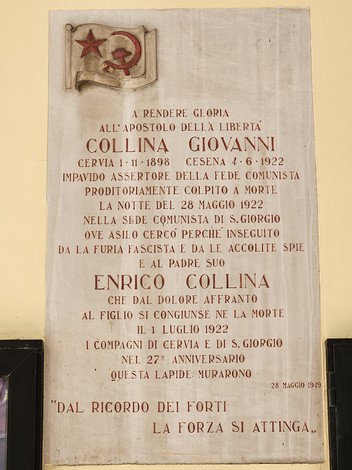 A RENDERE GLORIA
ALL'APOSTOLO DELLA LIBERTA'
COLLINA GIOVANNI
CERVIA 1-11-1898 CESENA 4-6-1922
IMPAVIDO ASSERTORE DELLA FEDE COMUNISTA
PRODITORIAMENTE COLPITO A MORTE
LA NOTTE DEL 28 MAGGIO 1922
NELLA SEDE COMUNISTA DI S. GIORGIO
OVE ASILO CERCO' PERCHE' INSEGUITO
DA LA FURIA FASCISTA E DA LE ACCOLITE SPIE
E AL PADRE SUO
ENRICO COLLINA
CHE DAL DOLORE AFFRANTO
AL FIGLIO SI CONGIUNSE NE LA MORTE
IL 1 LUGLIO 1922
I COMPAGNI DI CERVIA E DI S. GIORGIO
NEL 27° ANNIVERSARIO
QUESTA LAPIDE MURARONO
28 MAGGIO 1949
"DAL RICORDO DEI FORTI
LA FORZA SI ATTINGA„